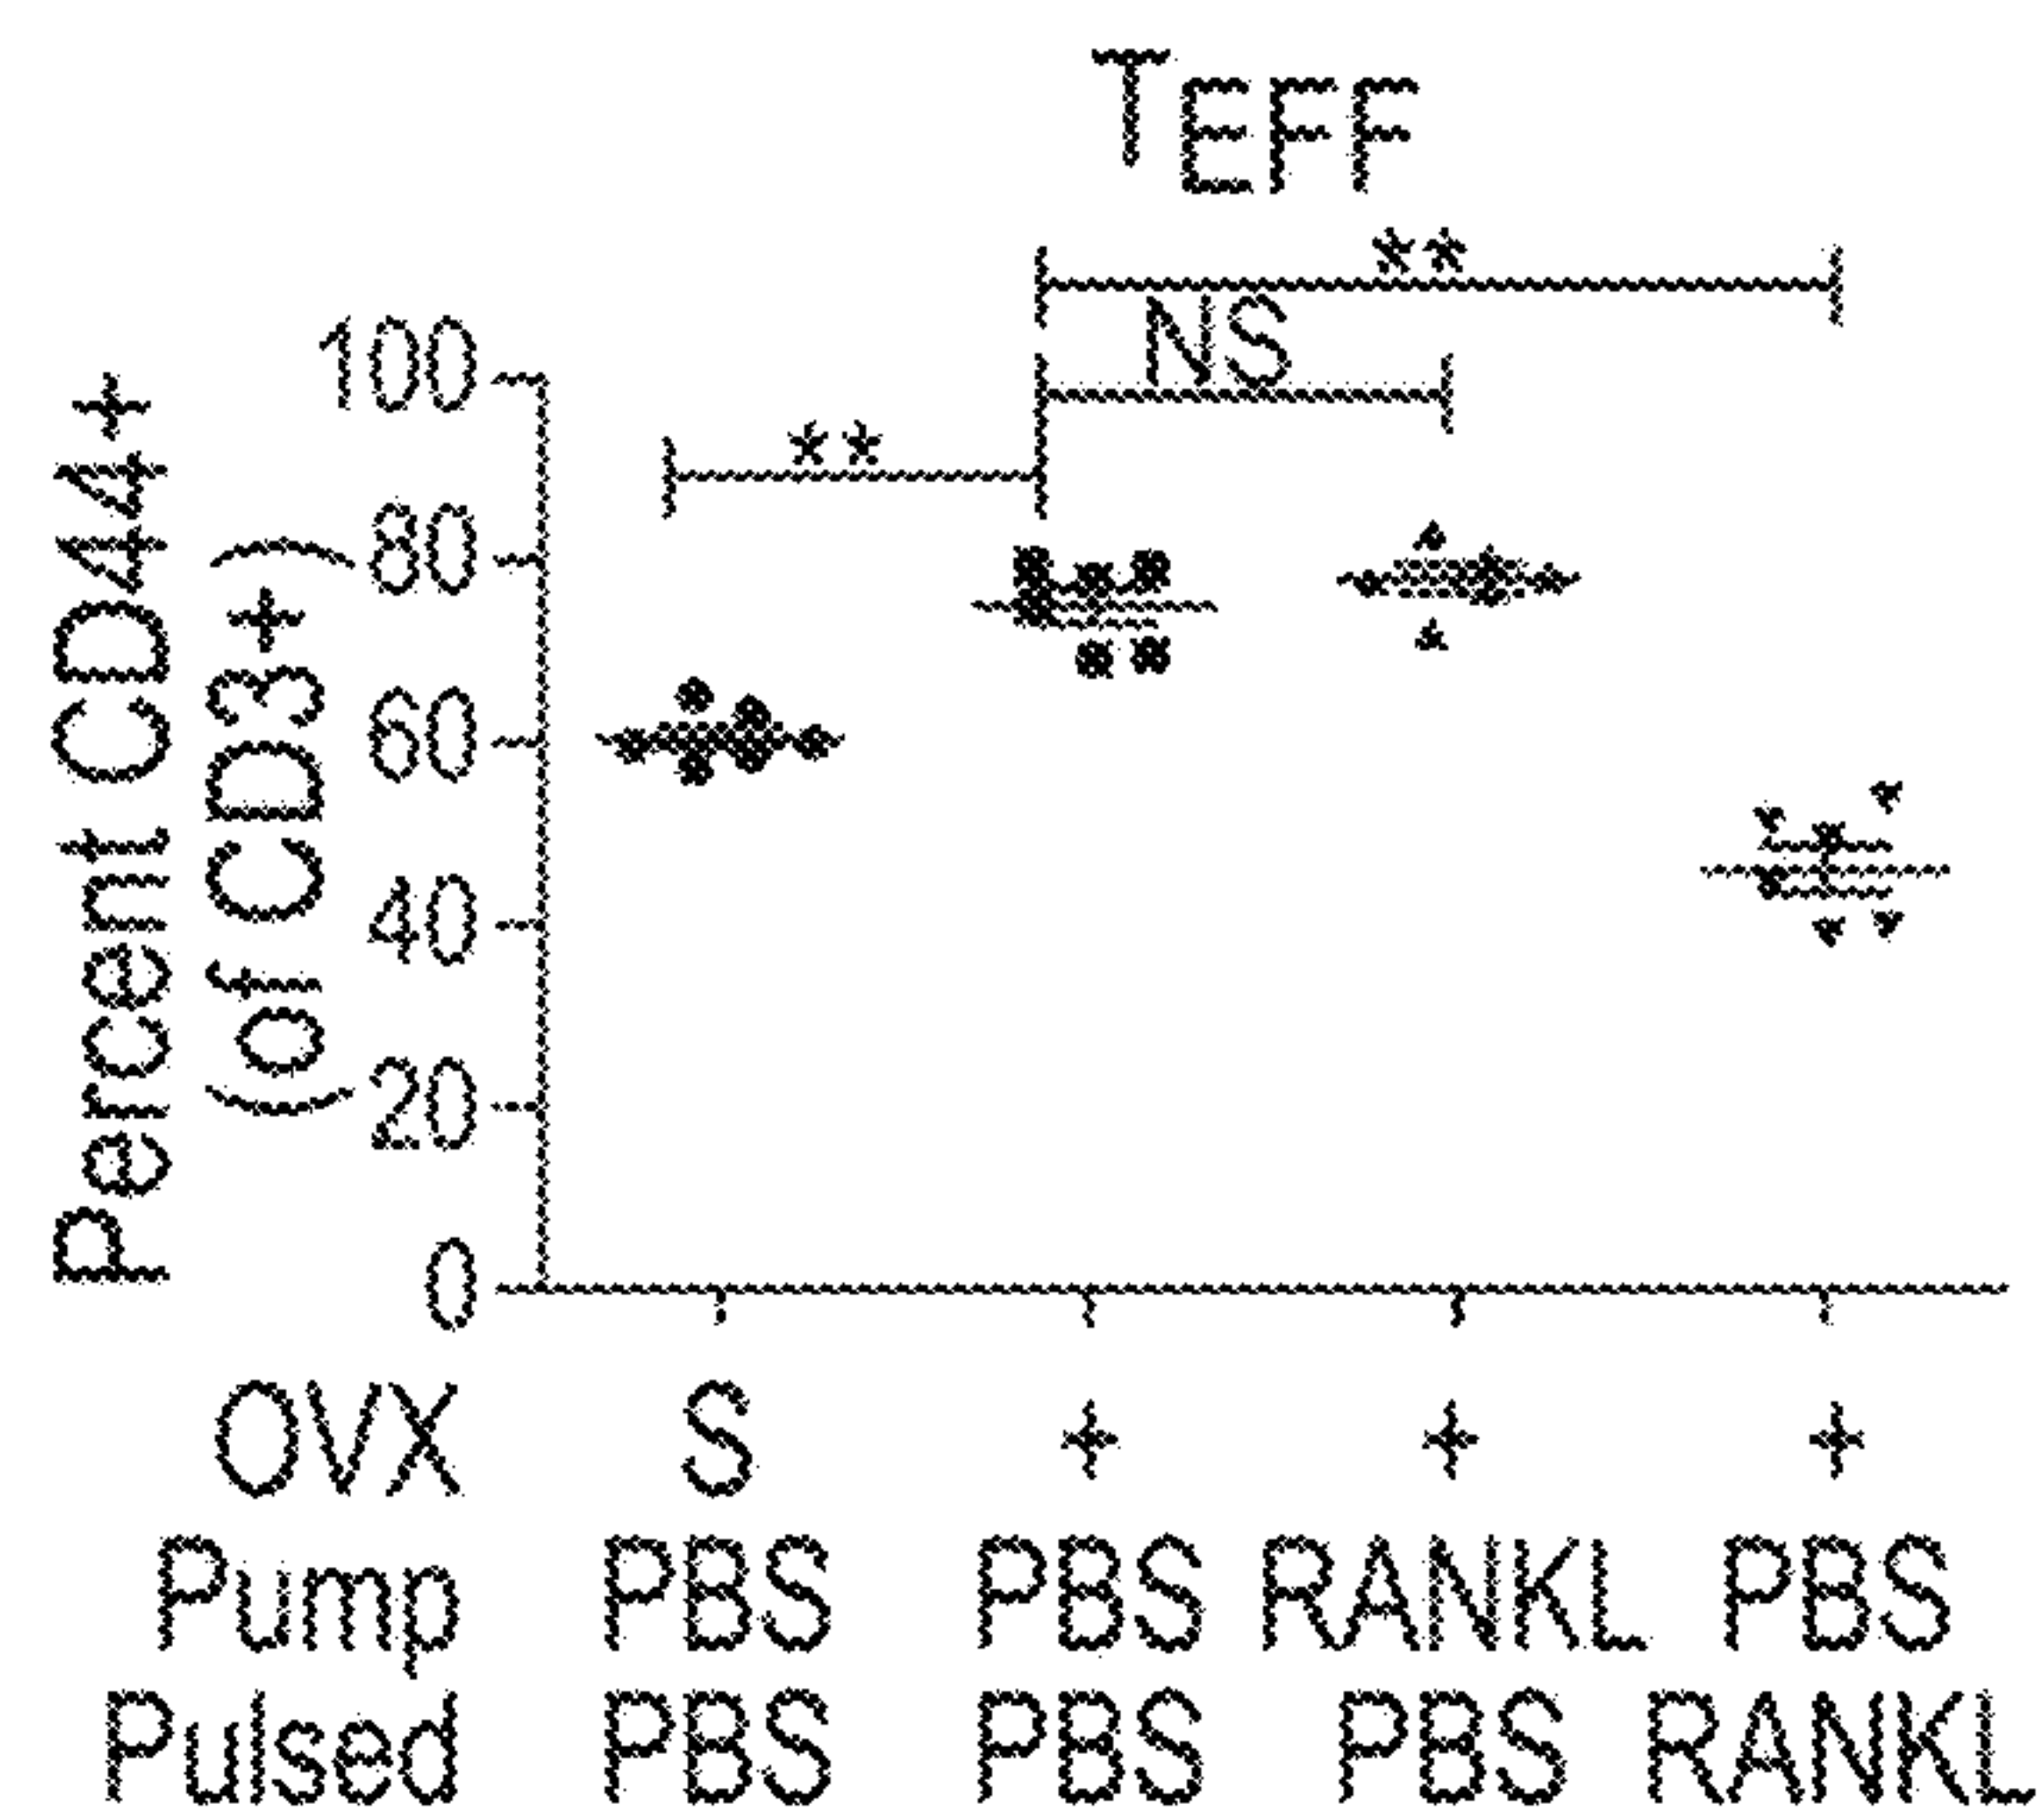 TEFF
**
NS
**
Percent CD44+
(of CD3+)
100
80
60
40
20
0
OVX S + + +
Pump PBS PBS RANKL PBS
Pulsed PBS PBS PBS RANKL